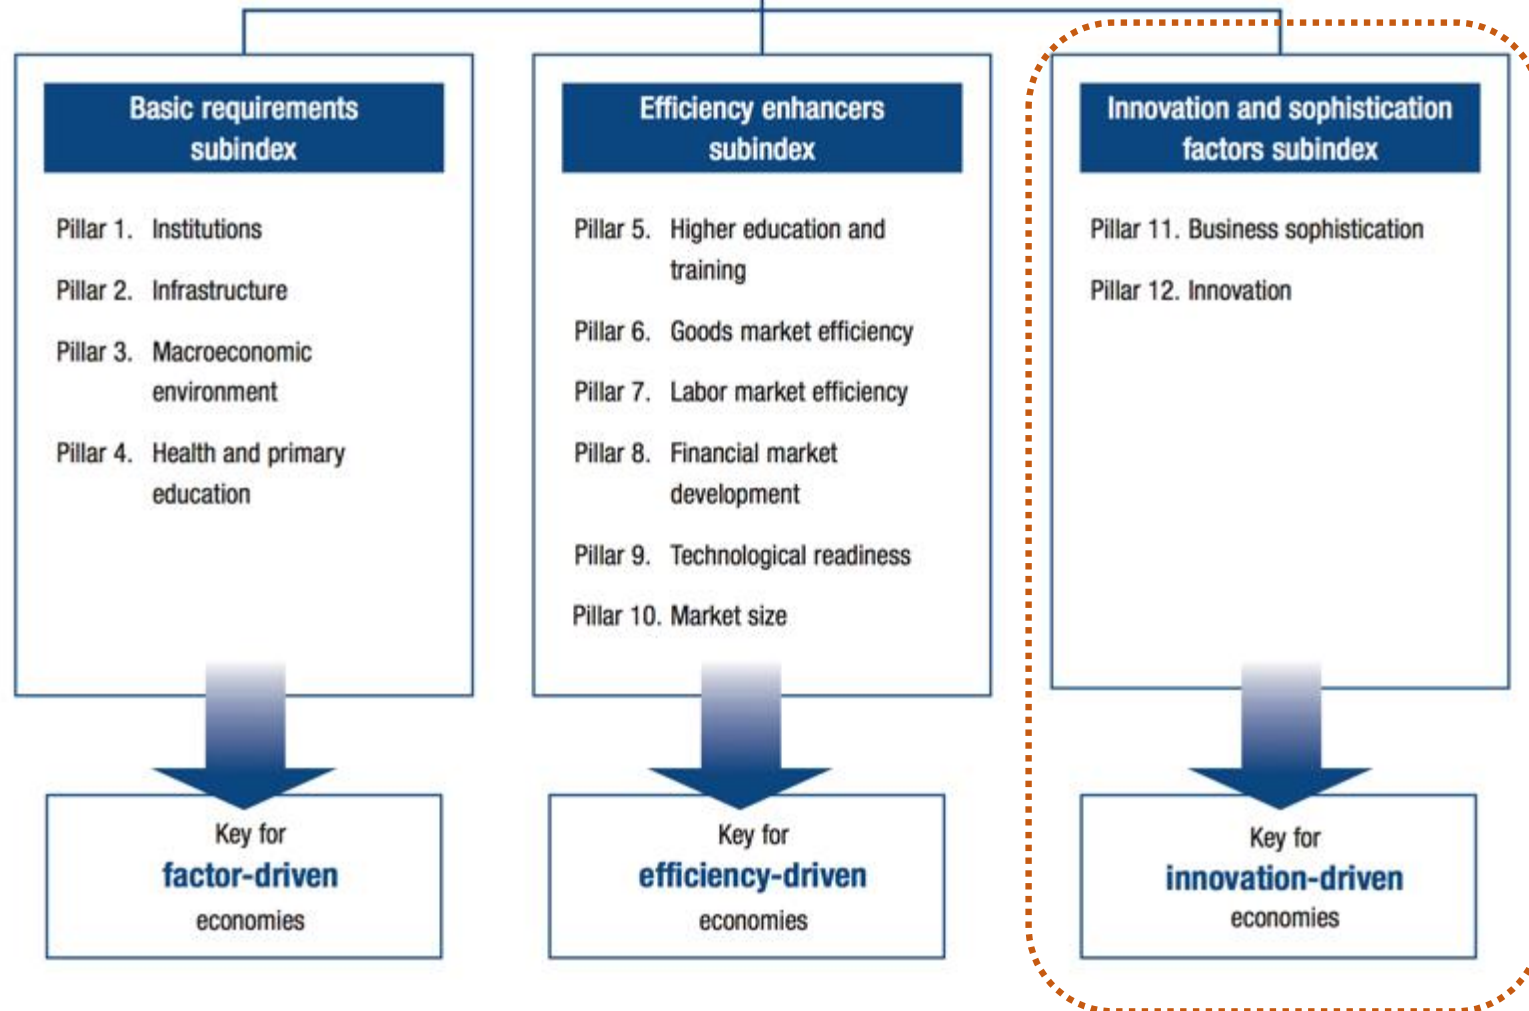 Basic requirements
subindex
Pillar 1. Institutions
Pillar 2. Infrastructure
Pillar 3. Macroeconomic
environment
Pillar 4. Health and primary
education
Key for
factor-driven
economies
Efficiency enhancers
subindex
Pillar 5. Higher education and
training
Pillar 6. Goods market efficiency
Pillar 7. Labor market efficiency
Pillar 8. Financial market
development
Pillar 9. Technological readiness
Pillar 10. Market size
Key for
efficiency-driven
economies
Innovation and sophistication
factors subindex
Pillar 11. Business sophistication
Pillar 12. Innovation
Key for
innovation-driven
economies